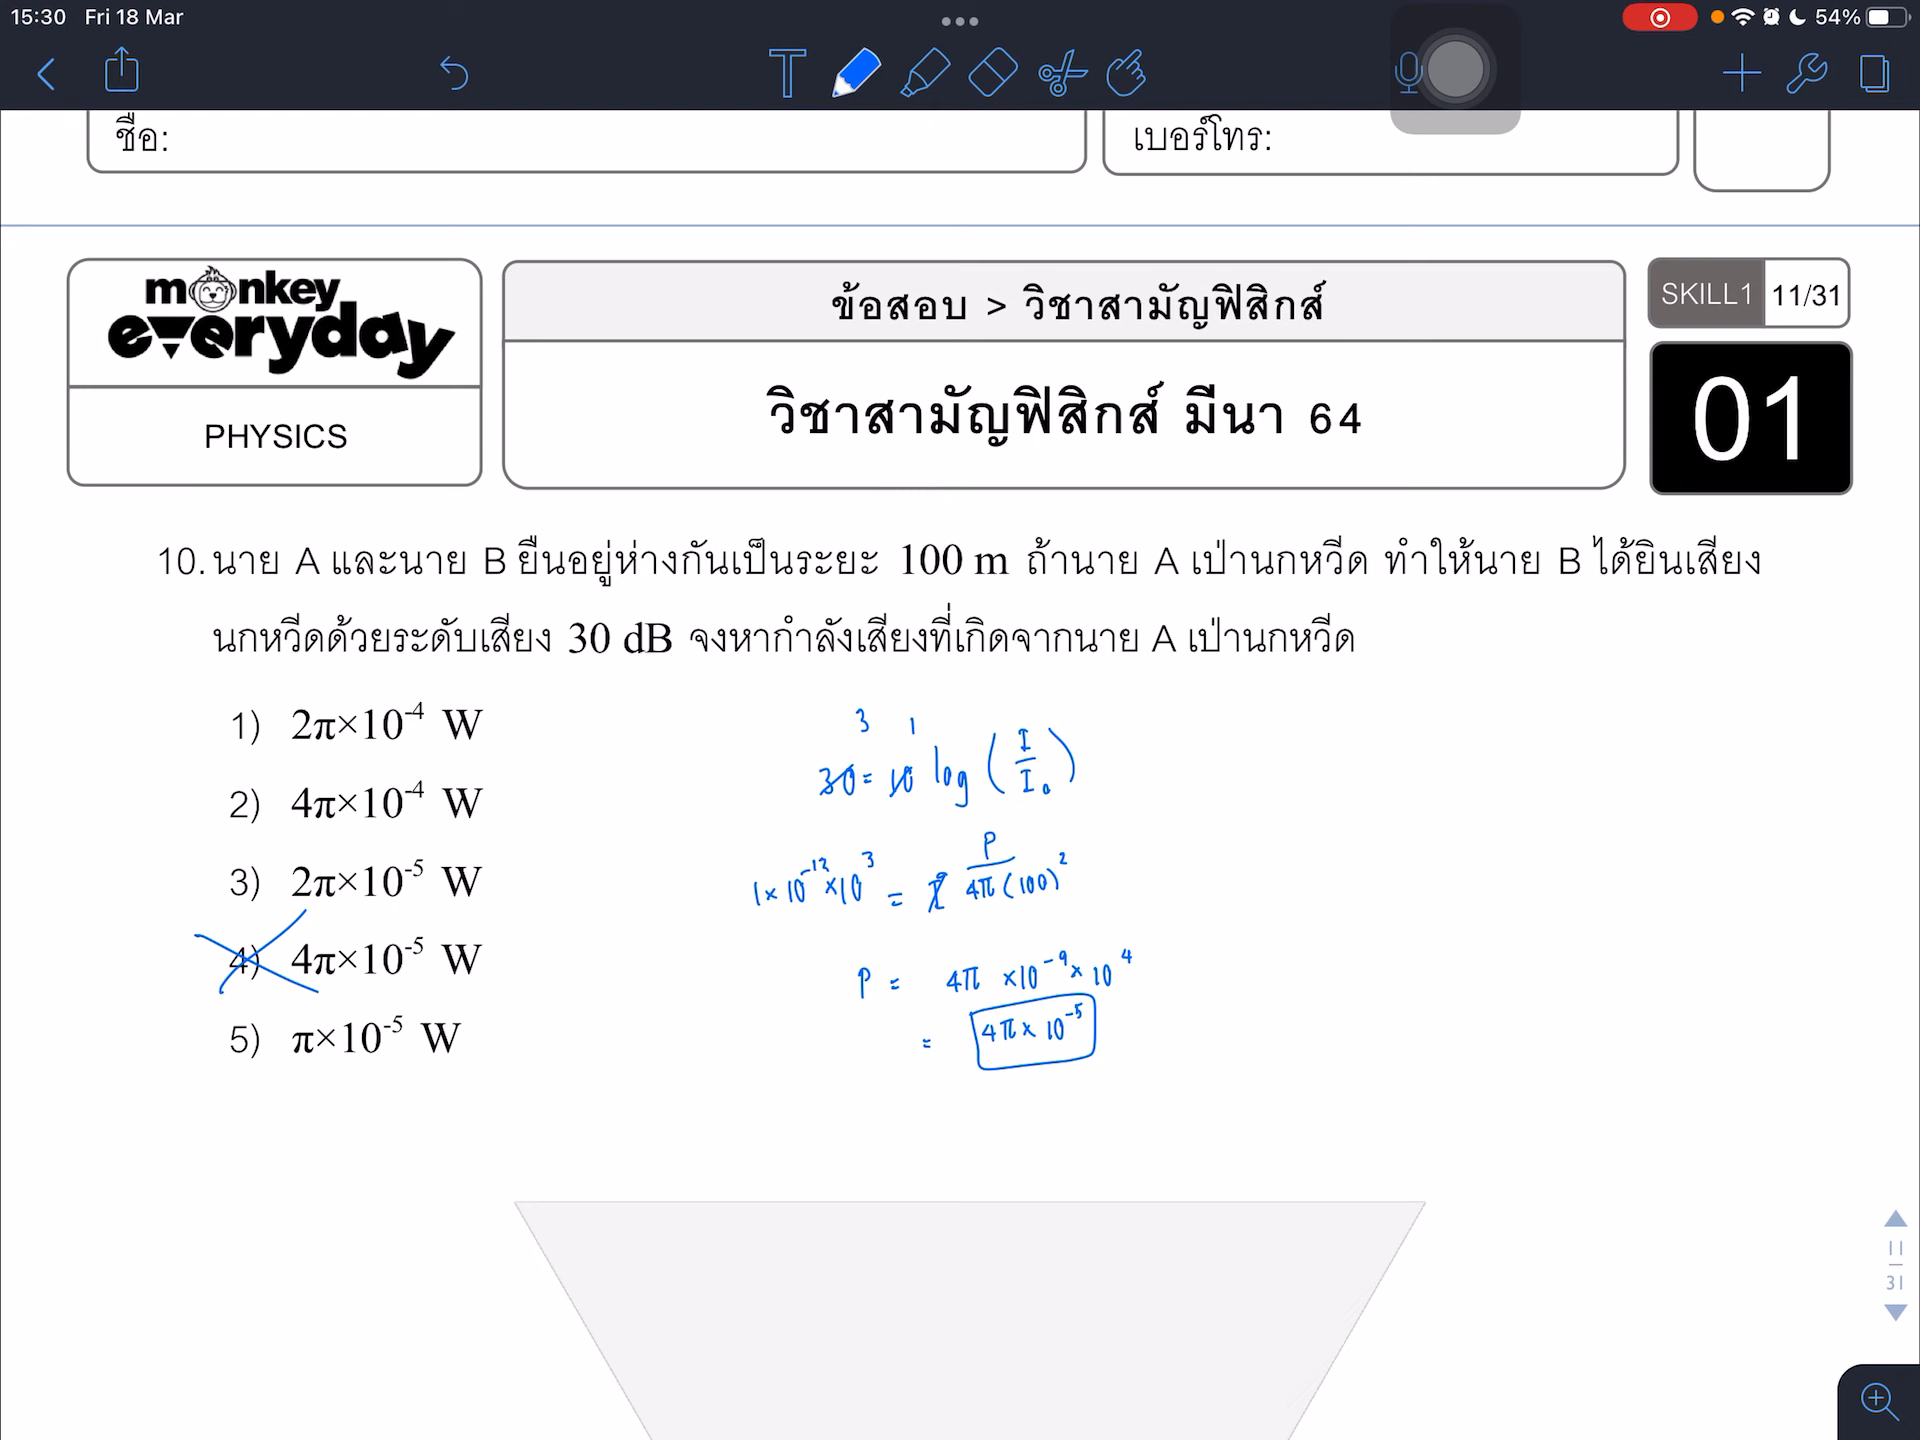 15:30 Fri 18 Mar
54%
ชื่อ:
เบอร์โทร:
monkey
everyday
PHYSICS
ข้อสอบ > วิชาสามัญฟิสิกส์
วิชาสามัญฟิสิกส์ มีนา 64
SKILL1 11/31
01
10. นาย A และนาย B ยืนอยู่ห่างกันเป็นระยะ 100 m ถ้านาย A เป่านกหวีด ทำให้นาย B ได้ยินเสียง
นกหวีดด้วยระดับเสียง 30 dB จงหากำลังเสียงที่เกิดจากนาย A เป่านกหวีด
1) 2π×10⁻⁴ W
2) 4π×10⁻⁴ W
3) 2π×10⁻⁵ W
4) 4π×10⁻⁵ W
5) π×10⁻⁵ W
3 1
30 = 10 log (I/I₀)
1×10⁻¹²×10³ = P/4π(100)²
P = 4π ×10⁻⁹×10⁴
= 4π×10⁻⁵
11
31